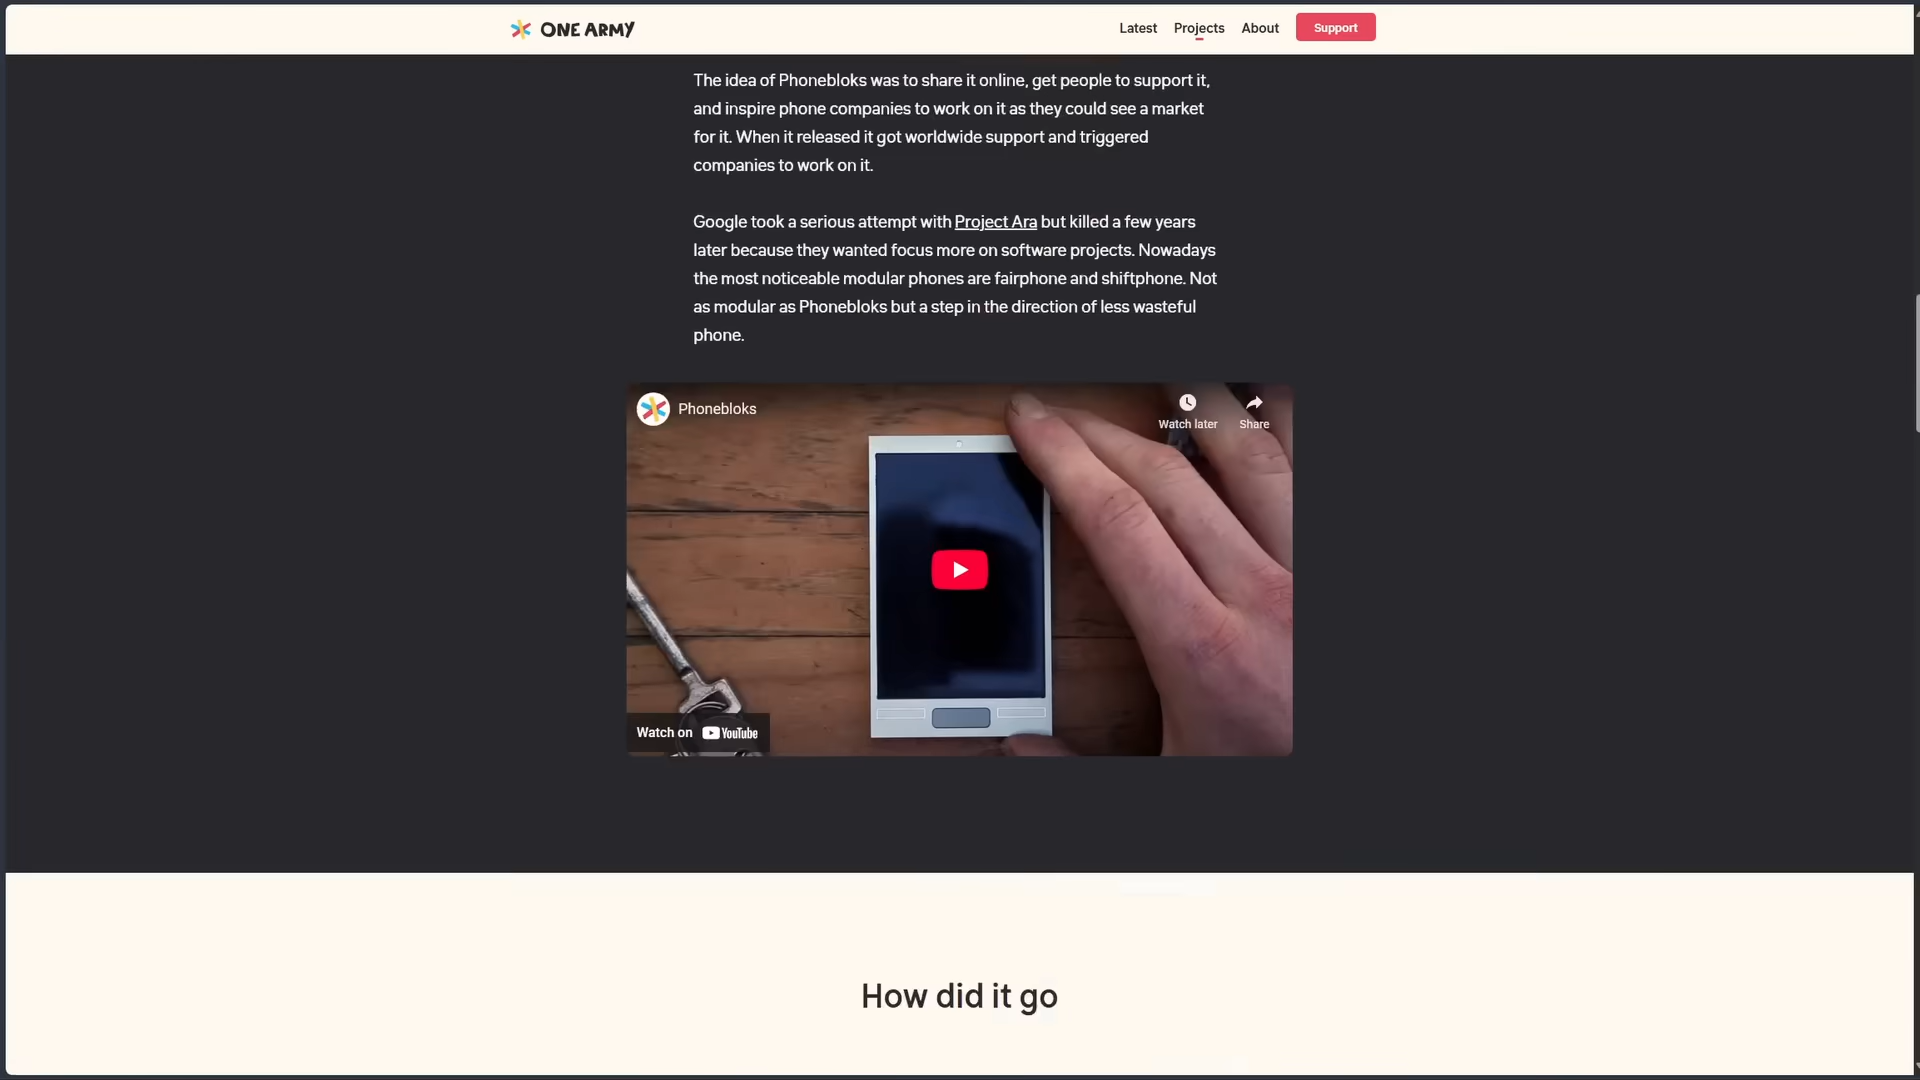 ONE ARMY
Latest Projects About Support
The idea of Phonebloks was to share it online, get people to support it,
and inspire phone companies to work on it as they could see a market
for it. When it released it got worldwide support and triggered
companies to work on it.
Google took a serious attempt with Project Ara but killed a few years
later because they wanted focus more on software projects. Nowadays
the most noticeable modular phones are fairphone and shiftphone. Not
as modular as Phonebloks but a step in the direction of less wasteful
phone.
Phonebloks
Watch later Share
Watch on YouTube
How did it go